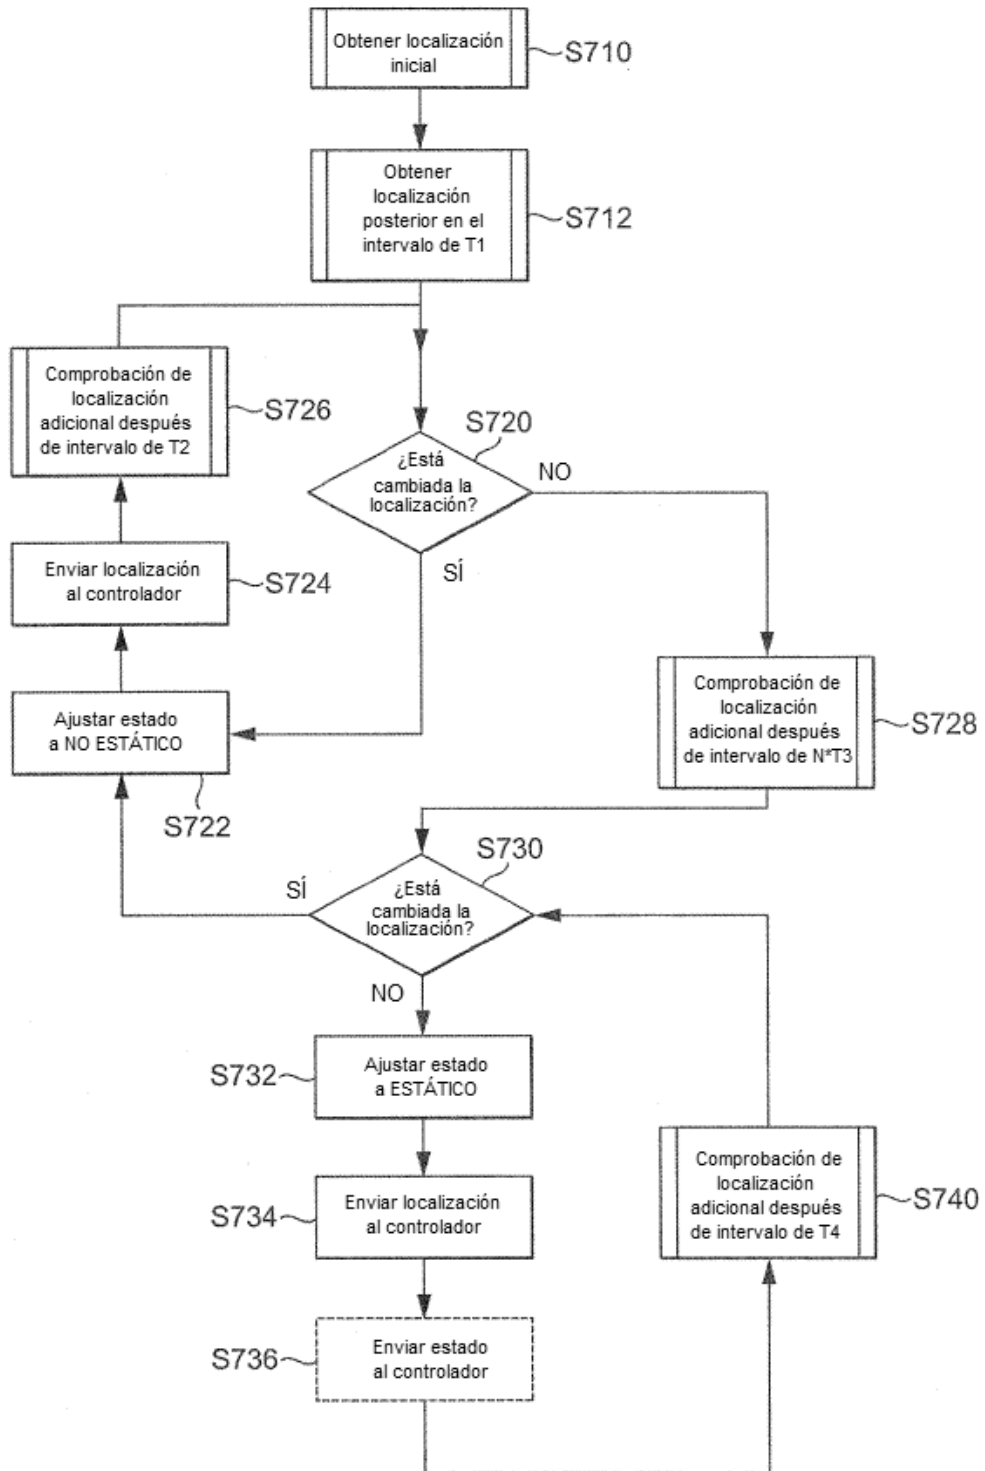 Obtener localización
inicial
S710
Obtener
localización
posterior en el
intervalo de T1
S712
Comprobación de
localización
adicional después
de intervalo de T2
S726
S720
¿Está
cambiada la
localización?
NO
SÍ
Enviar localización
al controlador
S724
Ajustar estado
a NO ESTÁTICO
S722
Comprobación de
localización
adicional después
de intervalo de N*T3
S728
S730
¿Está
cambiada la
localización?
SÍ
NO
S732
Ajustar estado
a ESTÁTICO
S734
Enviar localización
al controlador
Comprobación de
localización
adicional después
de intervalo de T4
S740
S736
Enviar estado
al controlador